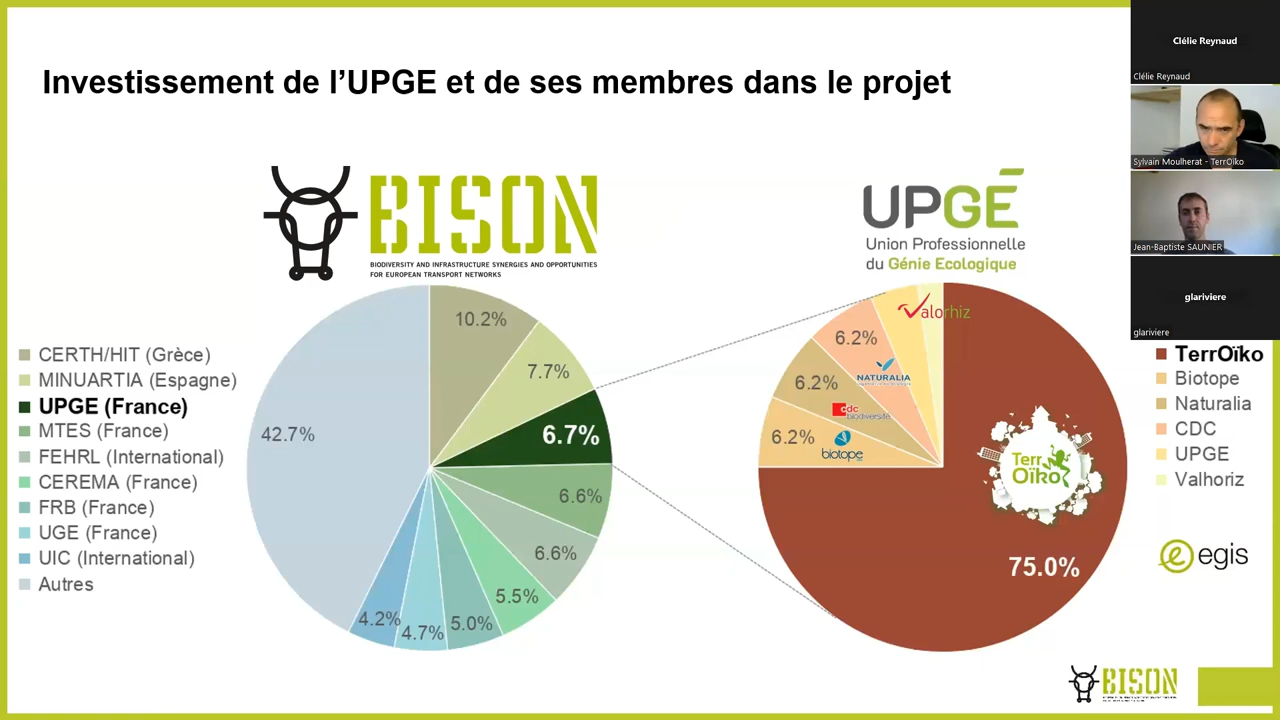 Investissement de l'UPGE et de ses membres dans le projet
BISON
BIODIVERSITY AND INFRASTRUCTURE SYNERGIES AND OPPORTUNITIES
FOR EUROPEAN TRANSPORT NETWORKS
CERTH/HIT (Grèce)
MINUARTIA (Espagne)
UPGE (France)
MTES (France)
FEHRL (International)
CEREMA (France)
FRB (France)
UGE (France)
UIC (International)
Autres
10.2%
7.7%
6.7%
6.6%
6.6%
5.5%
5.0%
4.7%
4.2%
42.7%
UPGÉ
Union Professionnelle
du Génie Ecologique
Valorhiz
6.2%
NATURALIA
6.2%
cdc
biodiversité
6.2%
biotope
Terr
Oïko
75.0%
TerrOïko
Biotope
Naturalia
CDC
UPGE
Valhoriz
egis
BISON
Clélie Reynaud
Clélie Reynaud
Sylvain Moulherat - TerrOïko
Jean-Baptiste SAUNIER
glariviere
glariviere